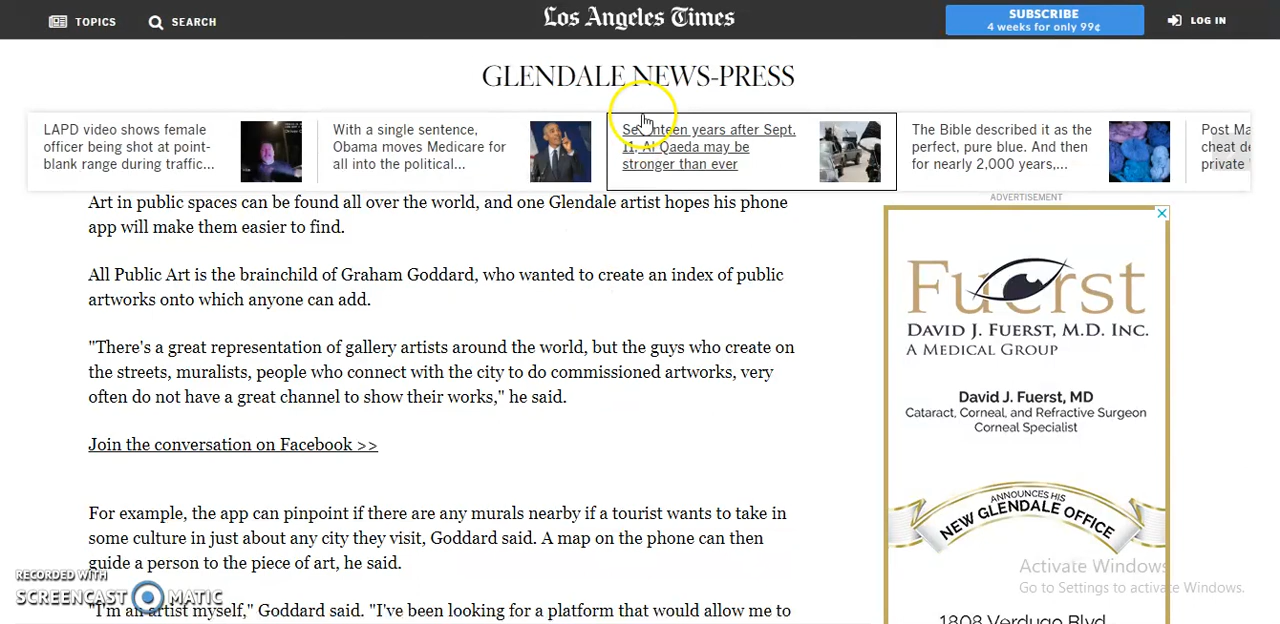 TOPICS
SEARCH
Los Angeles Times
SUBSCRIBE
4 weeks for only 99¢
LOG IN
GLENDALE NEWS-PRESS
LAPD video shows female
officer being shot at point-
blank range during traffic...
With a single sentence,
Obama moves Medicare for
all into the political...
Seventeen years after Sept.
11, Al Qaeda may be
stronger than ever
The Bible described it as the
perfect, pure blue. And then
for nearly 2,000 years,...
Post Ma
cheat de
private
Art in public spaces can be found all over the world, and one Glendale artist hopes his phone
app will make them easier to find.
All Public Art is the brainchild of Graham Goddard, who wanted to create an index of public
artworks onto which anyone can add.
"There's a great representation of gallery artists around the world, but the guys who create on
the streets, muralists, people who connect with the city to do commissioned artworks, very
often do not have a great channel to show their works," he said.
Join the conversation on Facebook >>
For example, the app can pinpoint if there are any murals nearby if a tourist wants to take in
some culture in just about any city they visit, Goddard said. A map on the phone can then
guide a person to the piece of art, he said.
"I'm an artist myself," Goddard said. "I've been looking for a platform that would allow me to
ADVERTISEMENT
Fuerst
DAVID J. FUERST, M.D. INC.
A MEDICAL GROUP
David J. Fuerst, MD
Cataract, Corneal, and Refractive Surgeon
Corneal Specialist
ANNOUNCES HIS
NEW GLENDALE OFFICE
1808 Verdugo Blvd
Activate Windows
Go to Settings to activate Windows.
RECORDED WITH
SCREENCAST MATIC